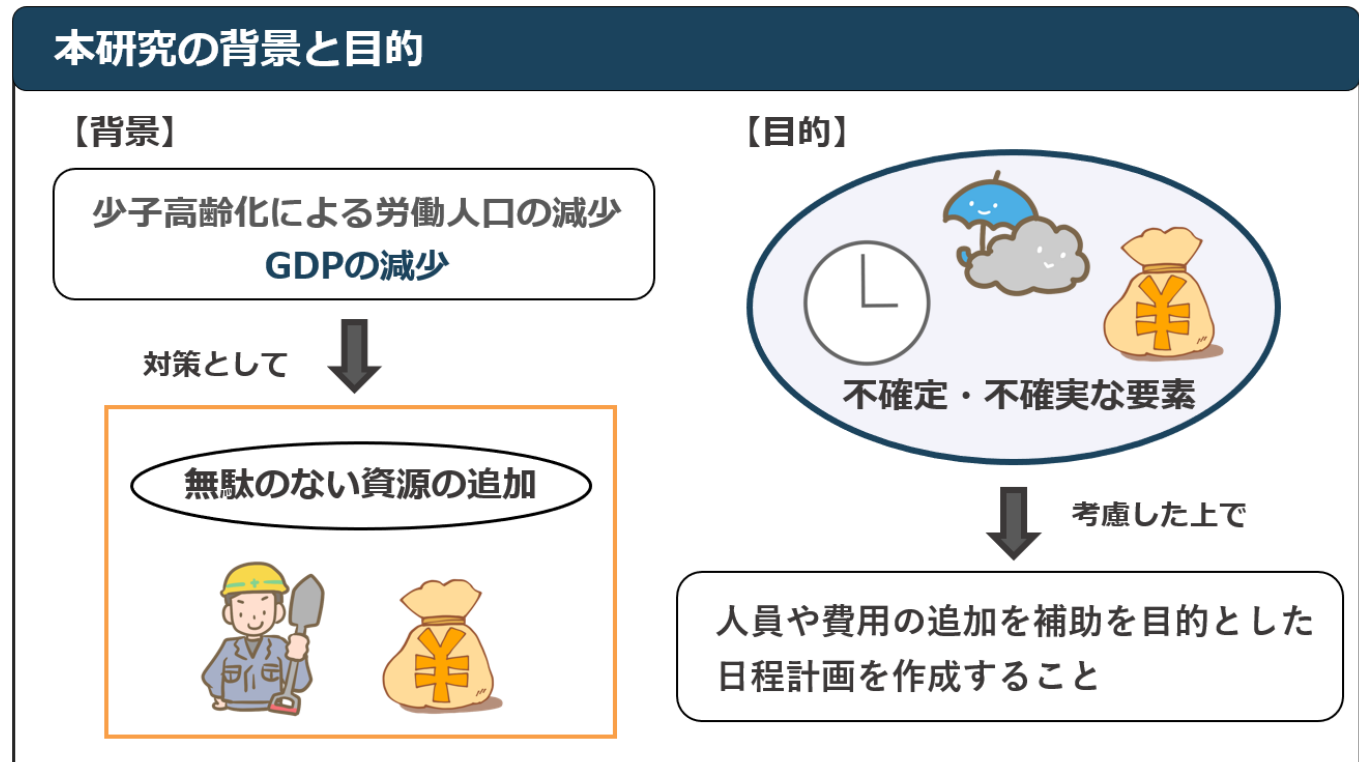 本研究の背景と目的
【背景】
少子高齢化による労働人口の減少
GDPの減少
対策として
無駄のない資源の追加
¥
【目的】
¥
不確定・不確実な要素
考慮した上で
人員や費用の追加を補助を目的とした
日程計画を作成すること